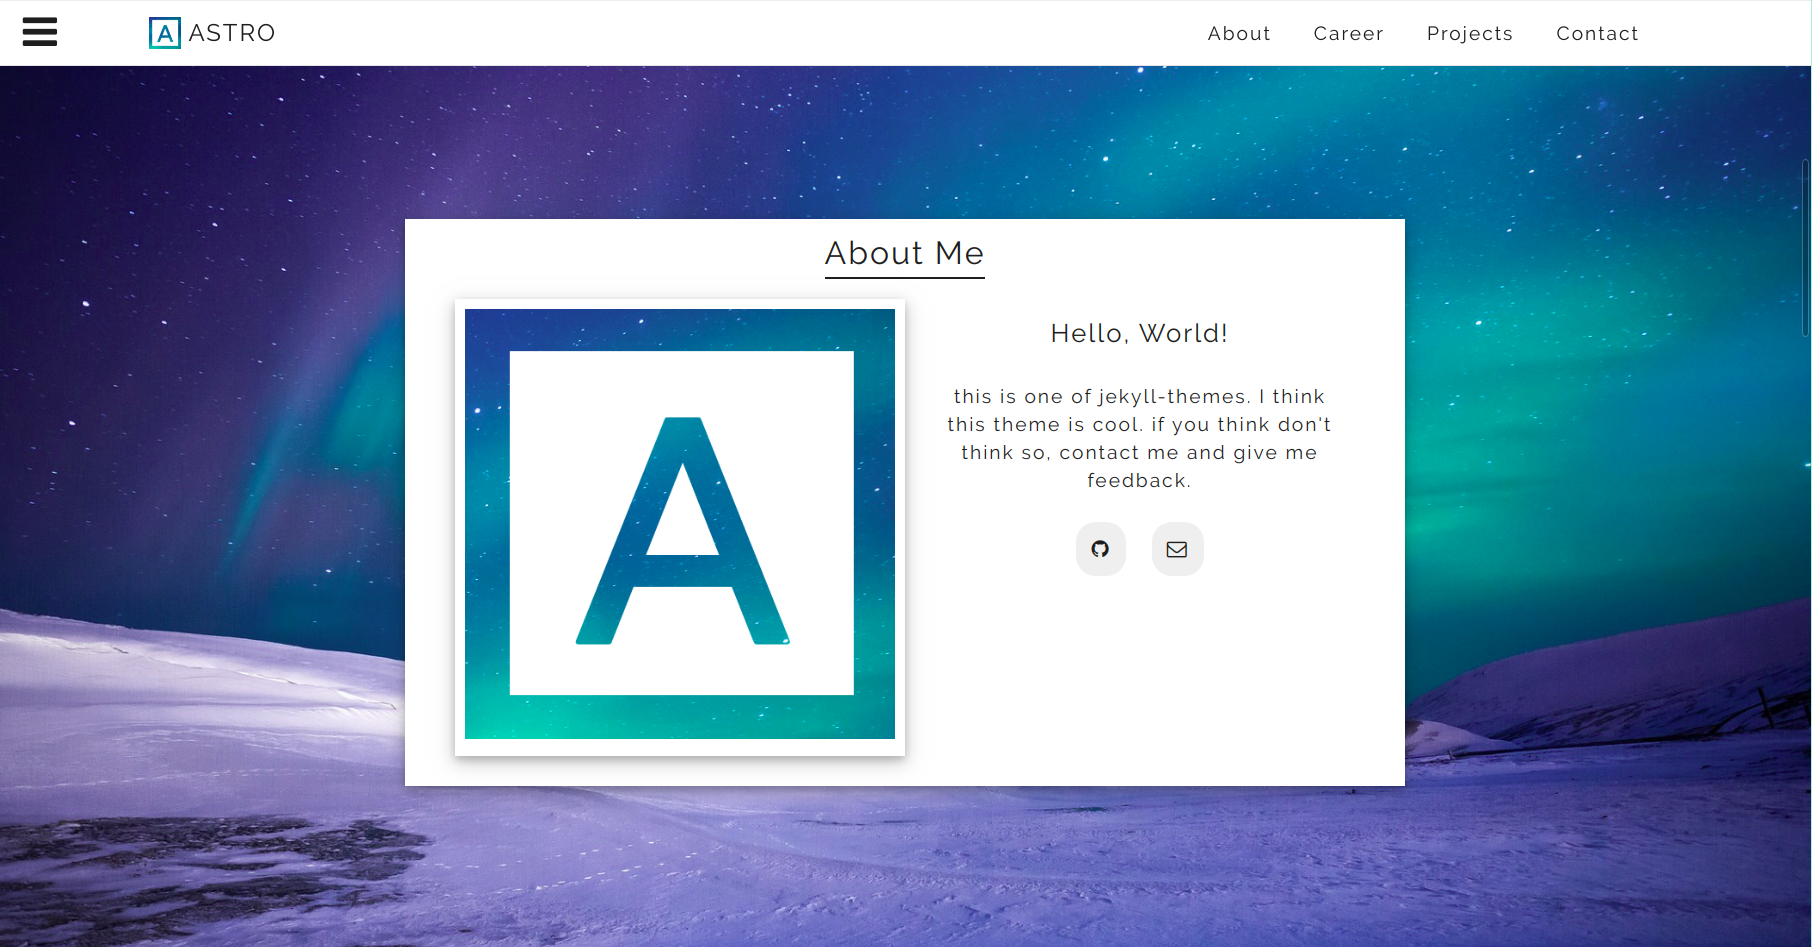 A ASTRO
About Career Projects Contact
About Me
A
Hello, World!
this is one of jekyll-themes. I think
this theme is cool. if you think don't
think so, contact me and give me
feedback.